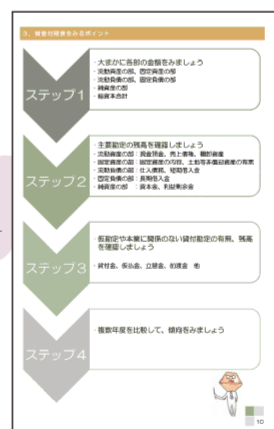 3．貸借対照表をみるポイント
ステップ1
・大まかに各部の金額をみましょう
・流動資産の部、固定資産の部
・流動負債の部、固定負債の部
・純資産の部
・総資本合計
ステップ2
・主要勘定の残高を確認しましょう
・流動資産の部：現金預金、売上債権、棚卸資産
・固定資産の部：固定資産の内容、土地等非償却資産の有無
・流動負債の部：仕入債務、短期借入金
・固定負債の部：長期借入金
・純資産の部　：資本金、利益剰余金
ステップ3
・仮勘定や本業に関係のない貸付勘定の有無、残高
を確認しましょう
・貸付金、仮払金、立替金、前渡金　他
ステップ4
・複数年度を比較して、傾向をみましょう
10